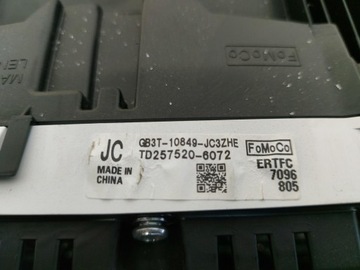 JC
MADE IN
CHINA
GB3T-10849-JC3ZHE
TD257520-6072
FoMoCo
ERTFC
7096
805
FoMoCo